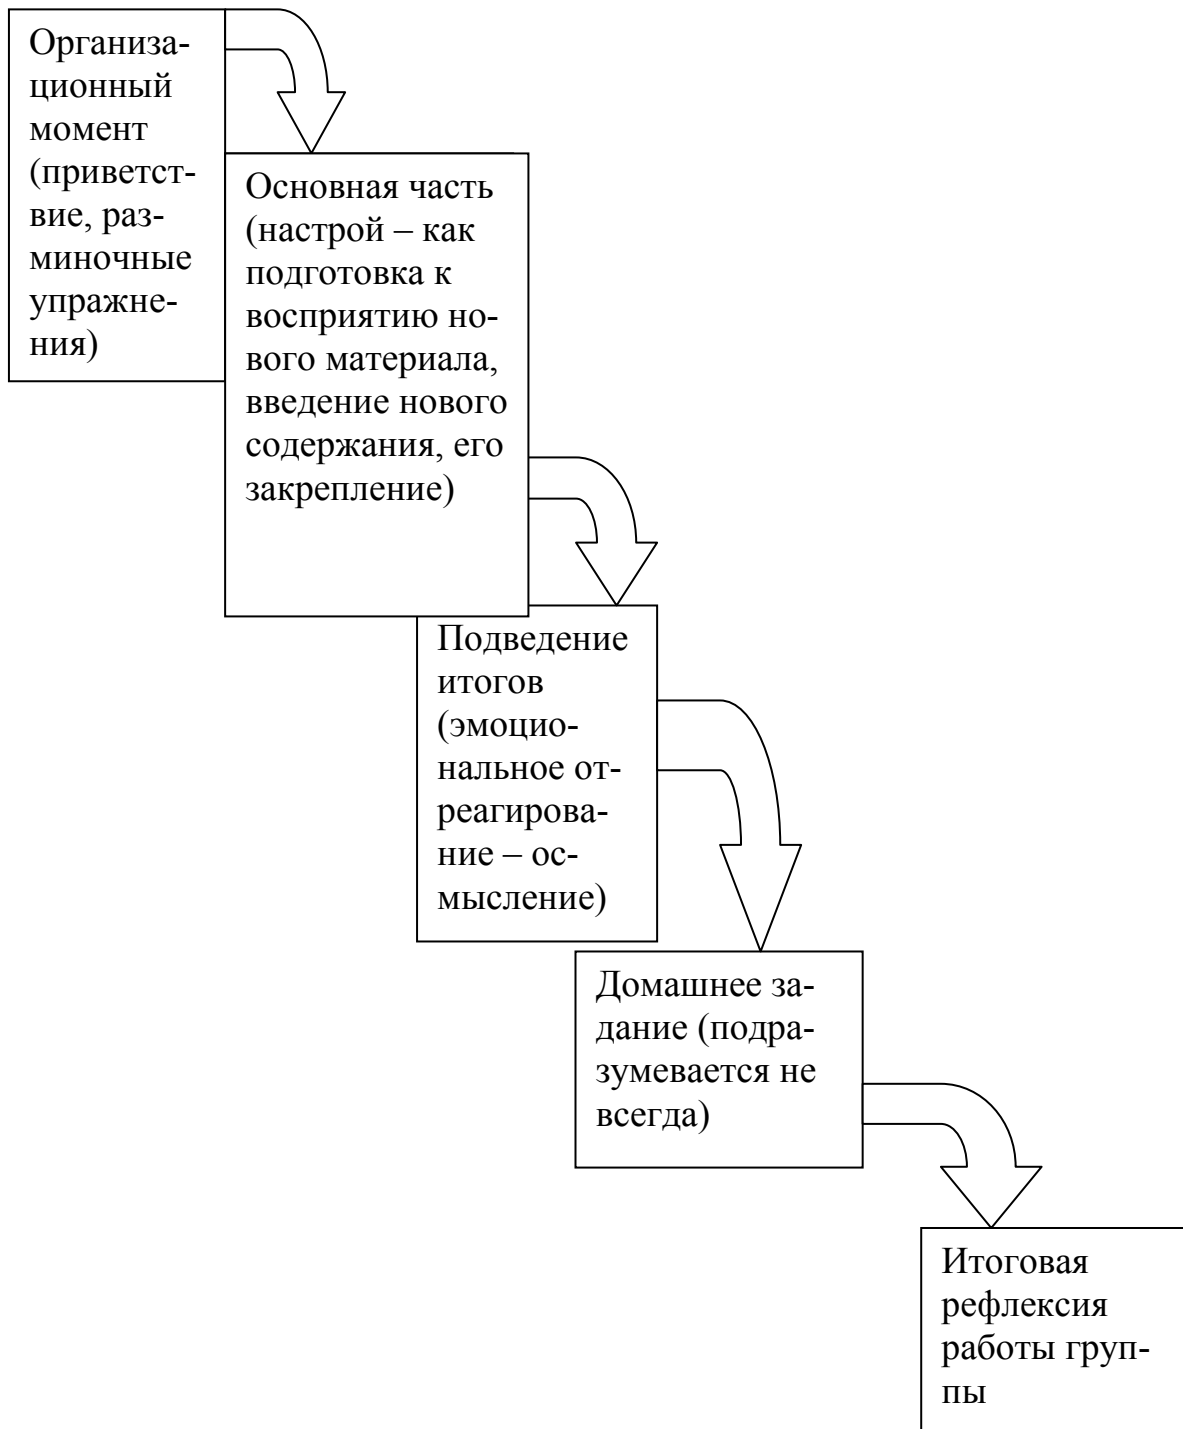 Организа-
ционный
момент
(приветст-
вие, раз-
миночные
упражне-
ния)
Основная часть
(настрой – как
подготовка к
восприятию но-
вого материала,
введение нового
содержания, его
закрепление)
Подведение
итогов
(эмоцио-
нальное от-
реагирова-
ние – ос-
мысление)
Домашнее за-
дание (подра-
зумевается не
всегда)
Итоговая
рефлексия
работы груп-
пы